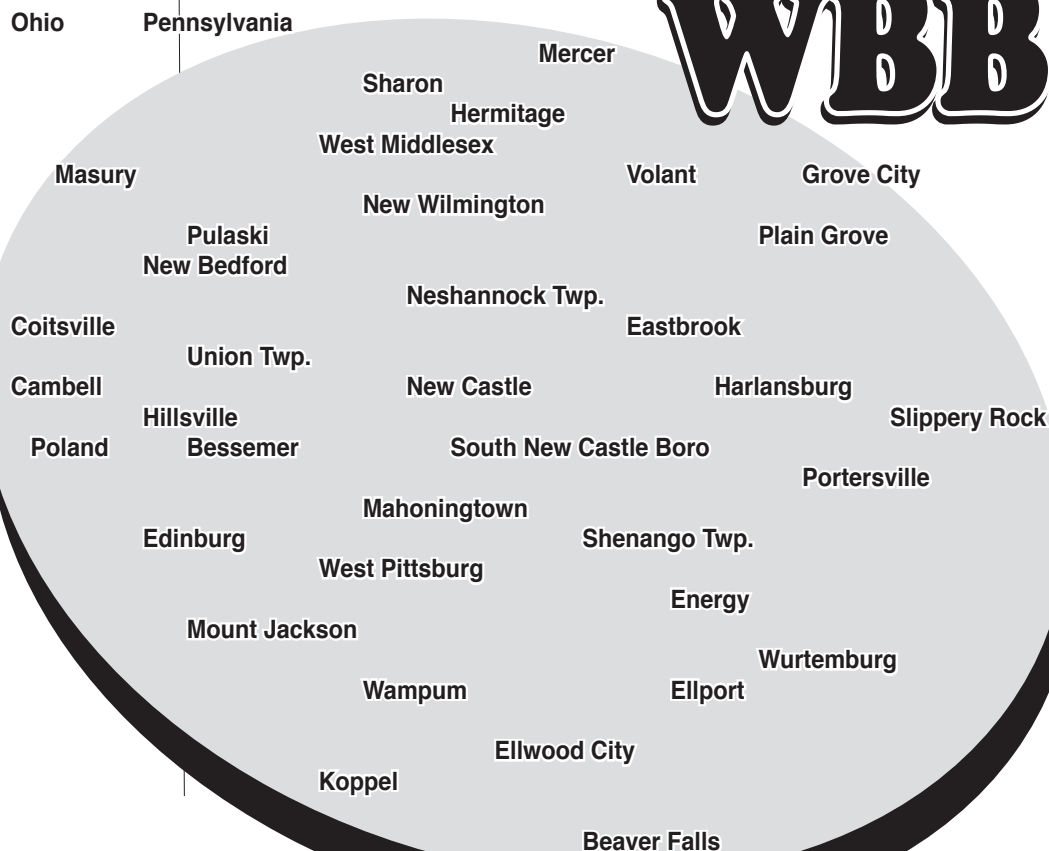 Ohio Pennsylvania
WBB
Mercer
Sharon
Hermitage
West Middlesex
Masury Volant Grove City
New Wilmington
Pulaski Plain Grove
New Bedford
Neshannock Twp.
Coitsville Eastbrook
Union Twp.
Cambell New Castle Harlansburg
Hillsville Slippery Rock
Poland Bessemer South New Castle Boro
Portersville
Mahoningtown
Edinburg Shenango Twp.
West Pittsburg
Energy
Mount Jackson
Wurtemburg
Wampum Ellport
Ellwood City
Koppel
Beaver Falls